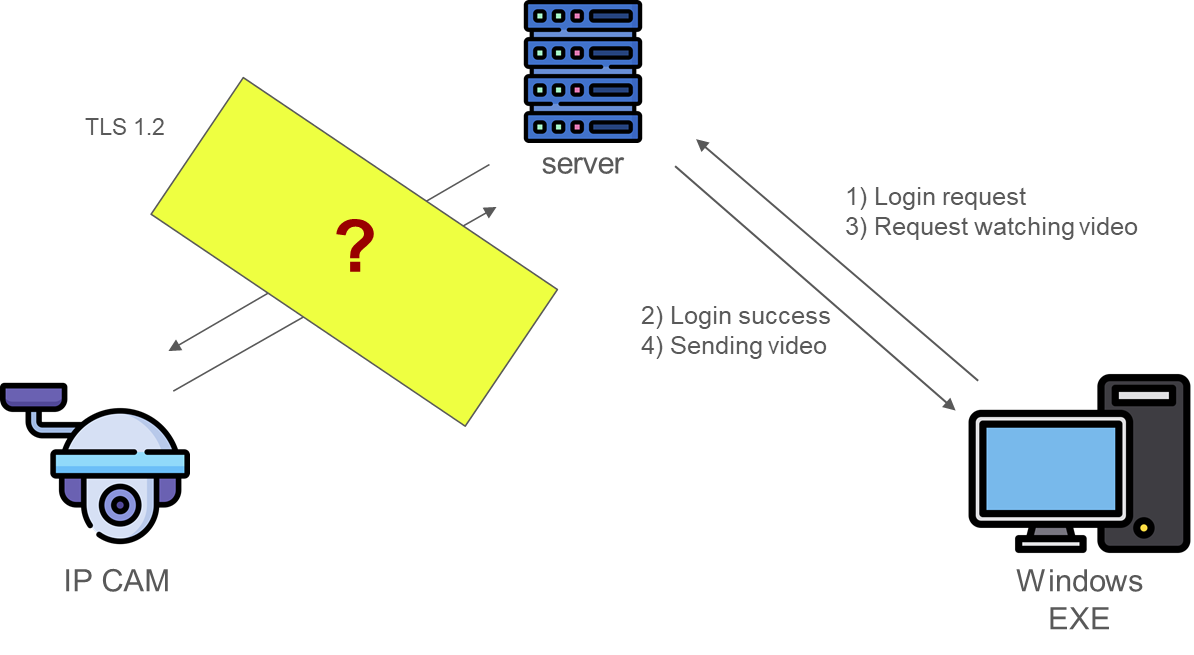 TLS 1.2
server
?
1) Login request
3) Request watching video
2) Login success
4) Sending video
IP CAM
Windows
EXE